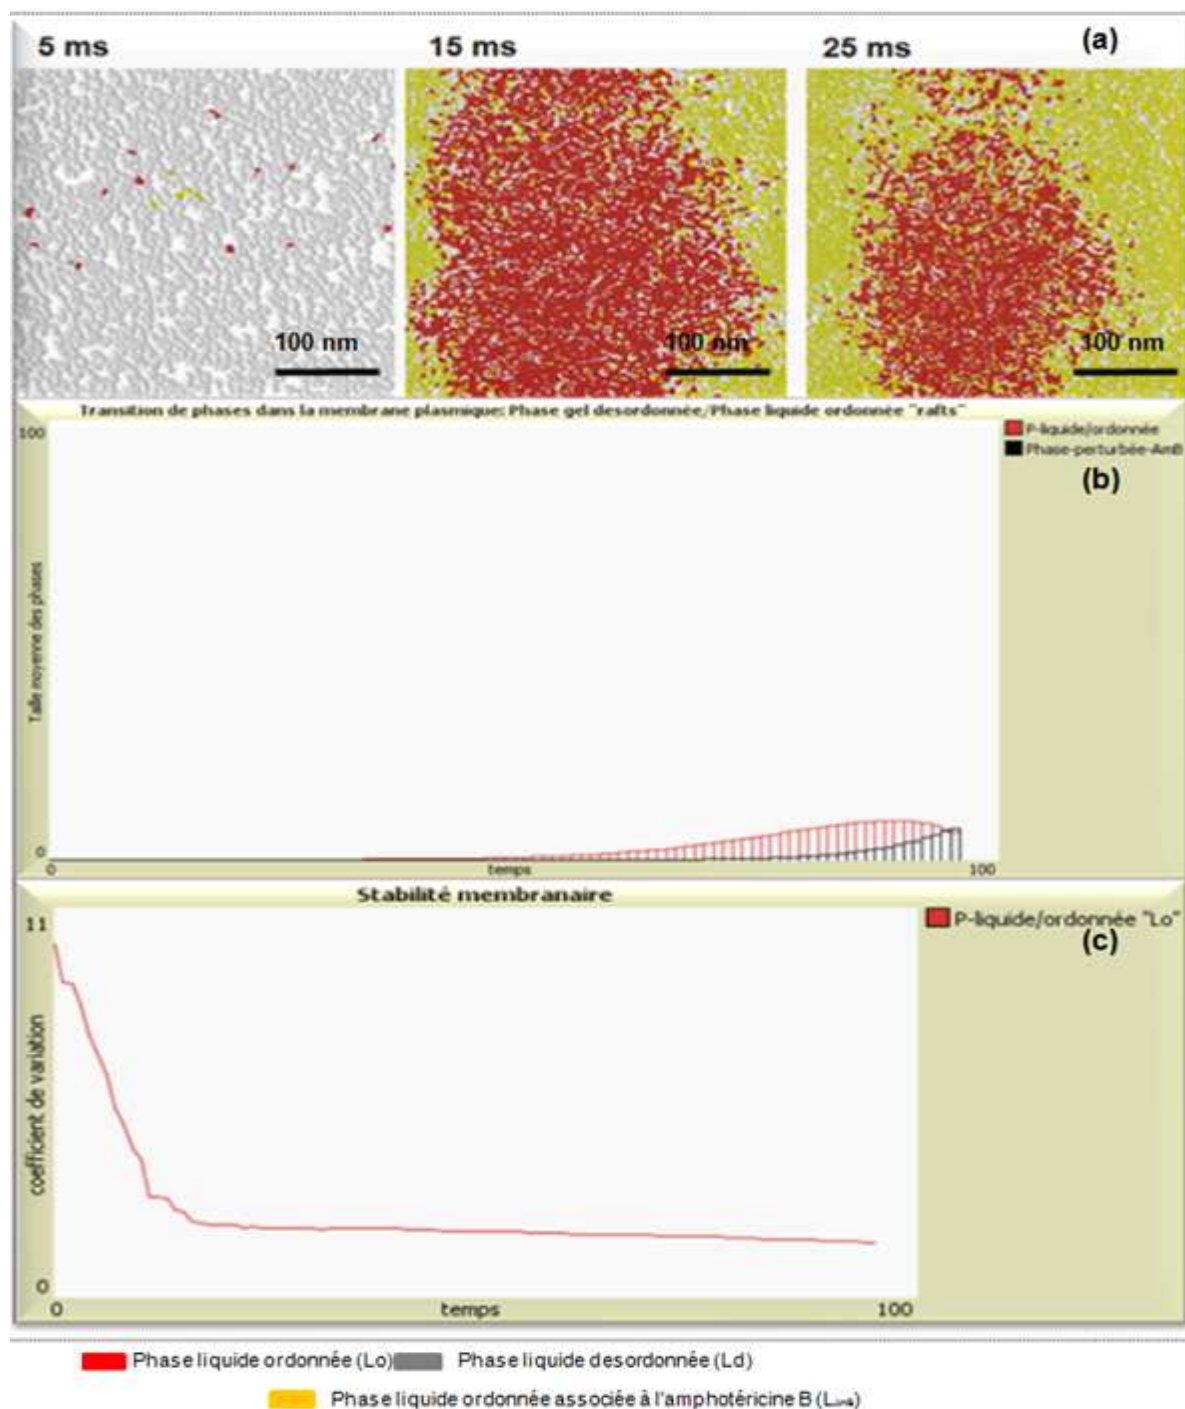 5 ms 15 ms 25 ms (a)
100 nm 100 nm 100 nm
Transition de phases dans la membrane plasmique: Phase gel desordonnée/Phase liquide ordonnée "rafts"
100
Taille moyenne des phases
0
0 temps 100
P-liquide/ordonnée
Phase-perturbée-AmB
(b)
Stabilité membranaire
11
coefficient de variation
0
0 temps 100
P-liquide/ordonnée "Lo"
(c)
Phase liquide ordonnée (Lo) Phase liquide desordonnée (Ld)
Phase liquide ordonnée associée à l'amphotéricine B